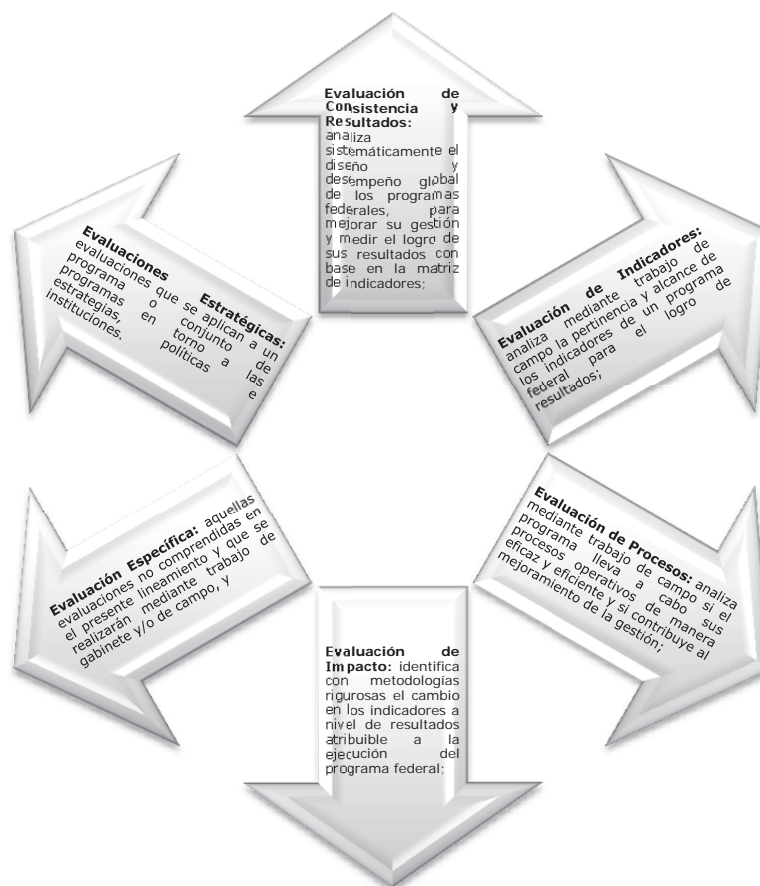 Evaluación de
Consistencia y
Resultados:
analiza
sistemáticamente el
diseño y
desempeño global
de los programas
federales, para
mejorar su gestión
y medir el logro de
sus resultados con
base en la matriz
de indicadores;
Evaluación de Indicadores:
analiza mediante trabajo de
campo la pertinencia y alcance de
los indicadores de un programa
federal para el logro de
resultados;
Evaluación de Procesos: analiza
mediante trabajo de campo si el
programa lleva a cabo sus
procesos operativos de manera
eficaz y eficiente y si contribuye al
mejoramiento de la gestión;
Evaluación de
Impacto: identifica
con metodologías
rigurosas el cambio
en los indicadores a
nivel de resultados
atribuible a la
ejecución del
programa federal;
Evaluación Específica: aquellas
evaluaciones no comprendidas en
el presente lineamiento y que se
realizarán mediante trabajo de
gabinete y/o de campo, y
Evaluaciones Estratégicas:
evaluaciones que se aplican a un
programa o conjunto de
programas en torno a las
estrategias, políticas e
instituciones.